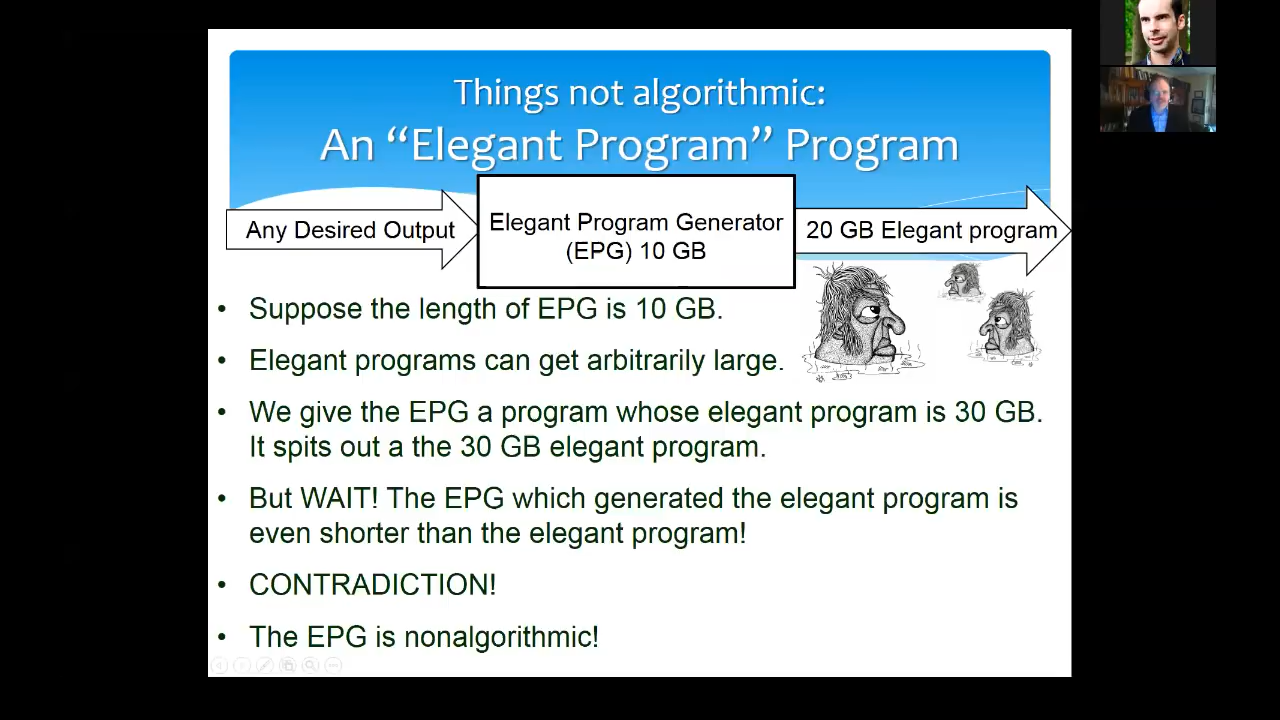 Things not algorithmic:
An “Elegant Program” Program
Any Desired Output
Elegant Program Generator
(EPG) 10 GB
20 GB Elegant program
• Suppose the length of EPG is 10 GB.
• Elegant programs can get arbitrarily large.
• We give the EPG a program whose elegant program is 30 GB.
It spits out a the 30 GB elegant program.
• But WAIT! The EPG which generated the elegant program is
even shorter than the elegant program!
• CONTRADICTION!
• The EPG is nonalgorithmic!